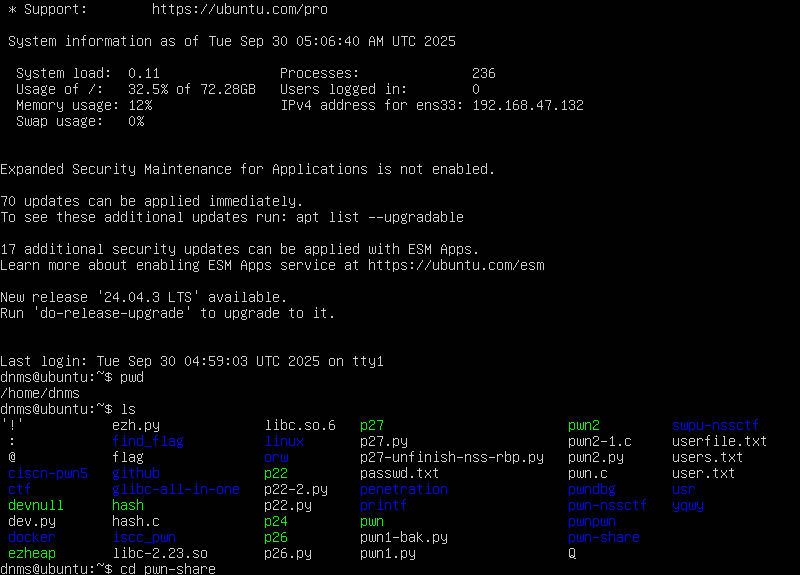 * Support:        https://ubuntu.com/pro
 System information as of Tue Sep 30 05:06:40 AM UTC 2025
  System load:  0.11               Processes:              236
  Usage of /:   32.5% of 72.28GB   Users logged in:        0
  Memory usage: 12%                IPv4 address for ens33: 192.168.47.132
  Swap usage:   0%
Expanded Security Maintenance for Applications is not enabled.
70 updates can be applied immediately.
To see these additional updates run: apt list --upgradable
17 additional security updates can be applied with ESM Apps.
Learn more about enabling ESM Apps service at https://ubuntu.com/esm
New release '24.04.3 LTS' available.
Run 'do-release-upgrade' to upgrade to it.
Last login: Tue Sep 30 04:59:03 UTC 2025 on tty1
dnms@ubuntu:~$ pwd
/home/dnms
dnms@ubuntu:~$ ls
'!'           ezh.py             libc.so.6   p27                      pwn2         swpu-nssctf
 :            find_flag          linux       p27.py                   pwn2-1.c     userfile.txt
 @            flag               orw         p27-unfinish-nss-rbp.py  pwn2.py      users.txt
 ciscn-pwn5   github             p22         passwd.txt               pwn.c        user.txt
 ctf          glibc-all-in-one   p22-2.py    penetration              pwndbg       usr
 devnull      hash               p22.py      printf                   pwn-nssctf   yqwy
 dev.py       hash.c             p24         pwn                      pwnpwn
 docker       iscc_pwn           p26         pwn1-bak.py              pwn-share
 ezheap       libc-2.23.so       p26.py      pwn1.py                  Q
dnms@ubuntu:~$ cd pwn-share